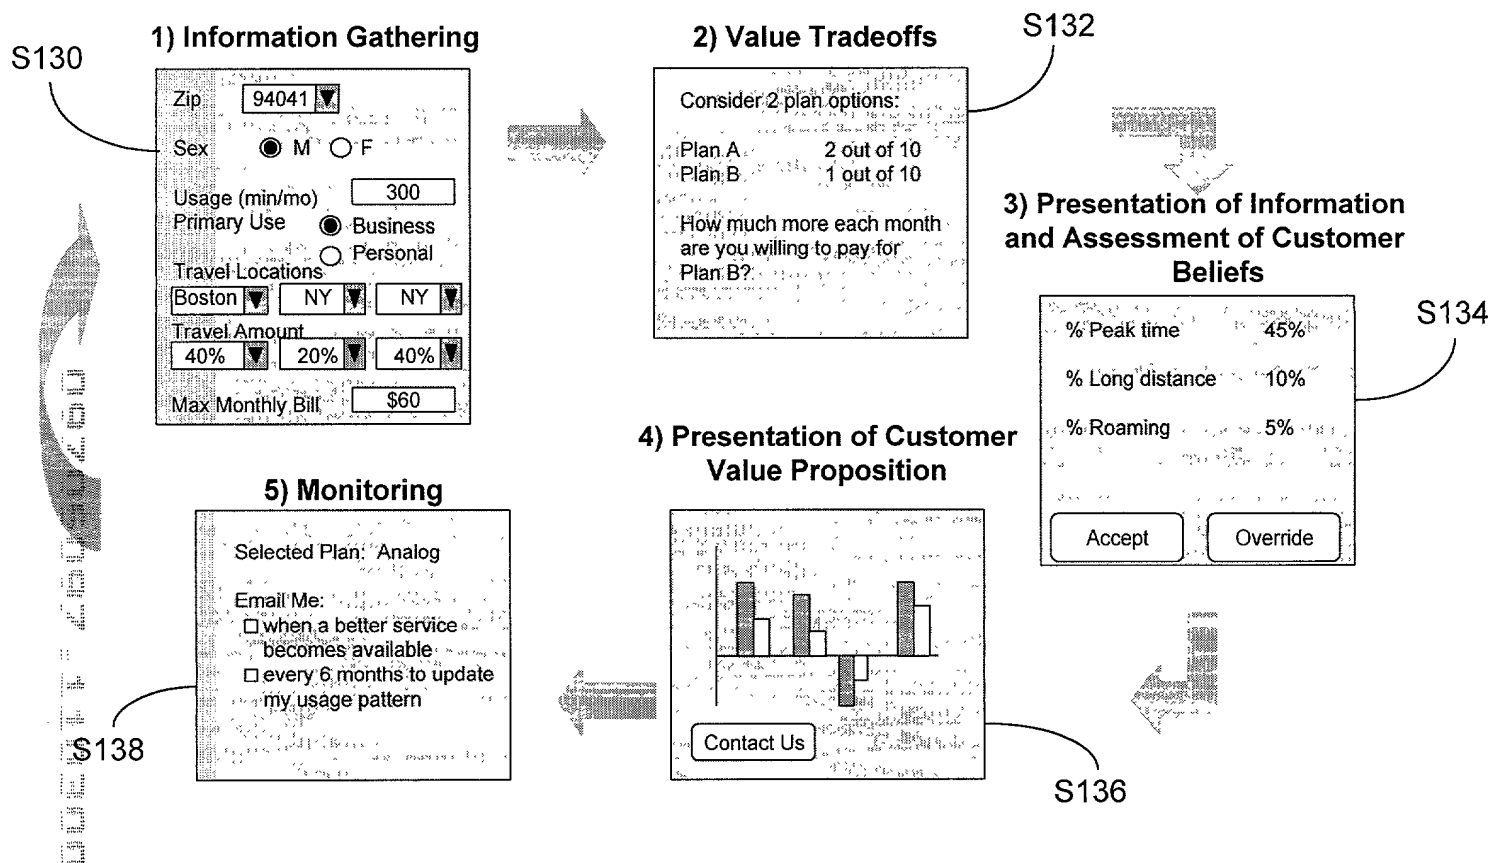 1) Information Gathering
S130
Zip 94041
Sex M F
Usage (min/mo) 300
Primary Use Business
Personal
Travel Locations
Boston NY NY
Travel Amount
40% 20% 40%
Max Monthly Bill $60
2) Value Tradeoffs
S132
Consider 2 plan options:
Plan A 2 out of 10
Plan B 1 out of 10
How much more each month
are you willing to pay for
Plan B?
3) Presentation of Information
and Assessment of Customer
Beliefs
S134
% Peak time 45%
% Long distance 10%
% Roaming 5%
Accept Override
4) Presentation of Customer
Value Proposition
Contact Us
S136
5) Monitoring
Selected Plan: Analog
Email Me:
when a better service
becomes available
every 6 months to update
my usage pattern
S138